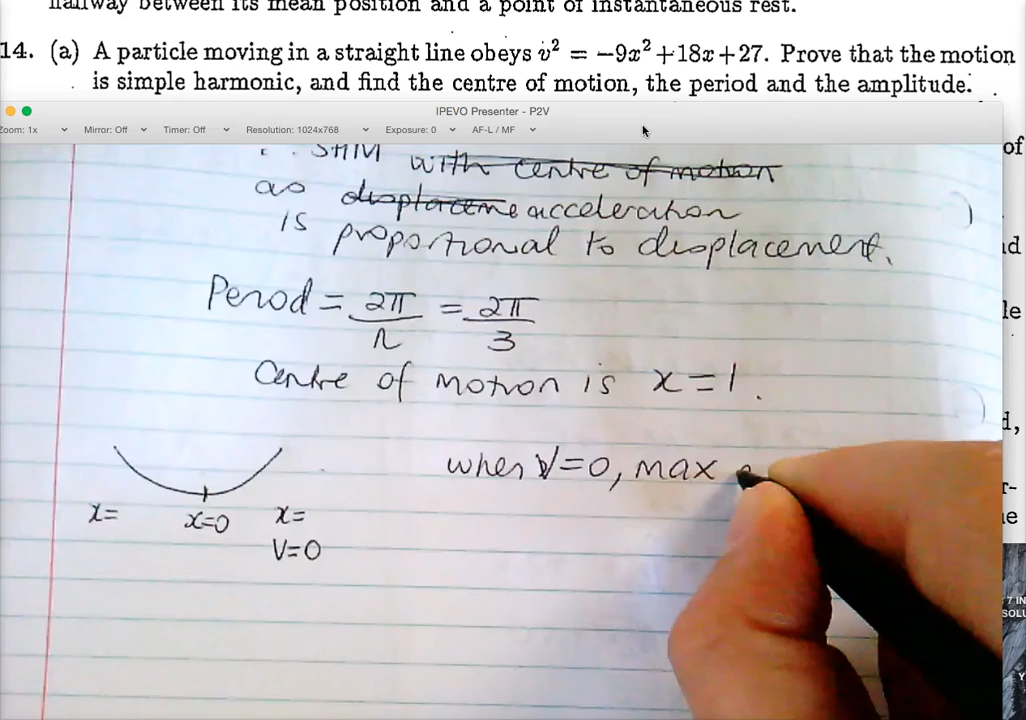 halfway between its mean position and a point of instantaneous rest.
14. (a) A particle moving in a straight line obeys v² = −9x² + 18x + 27. Prove that the motion
is simple harmonic, and find the centre of motion, the period and the amplitude.
IPEVO Presenter - P2V
Zoom: 1x Mirror: Off Timer: Off Resolution: 1024x768 Exposure: 0 AF-L / MF
of
∴ SHM with centre of motion
as displaceme acceleration
is proportional to displacement.
Period = 2π/n = 2π/3
Centre of motion is x=1.
when V=0, max
x= x=0 x=
V=0